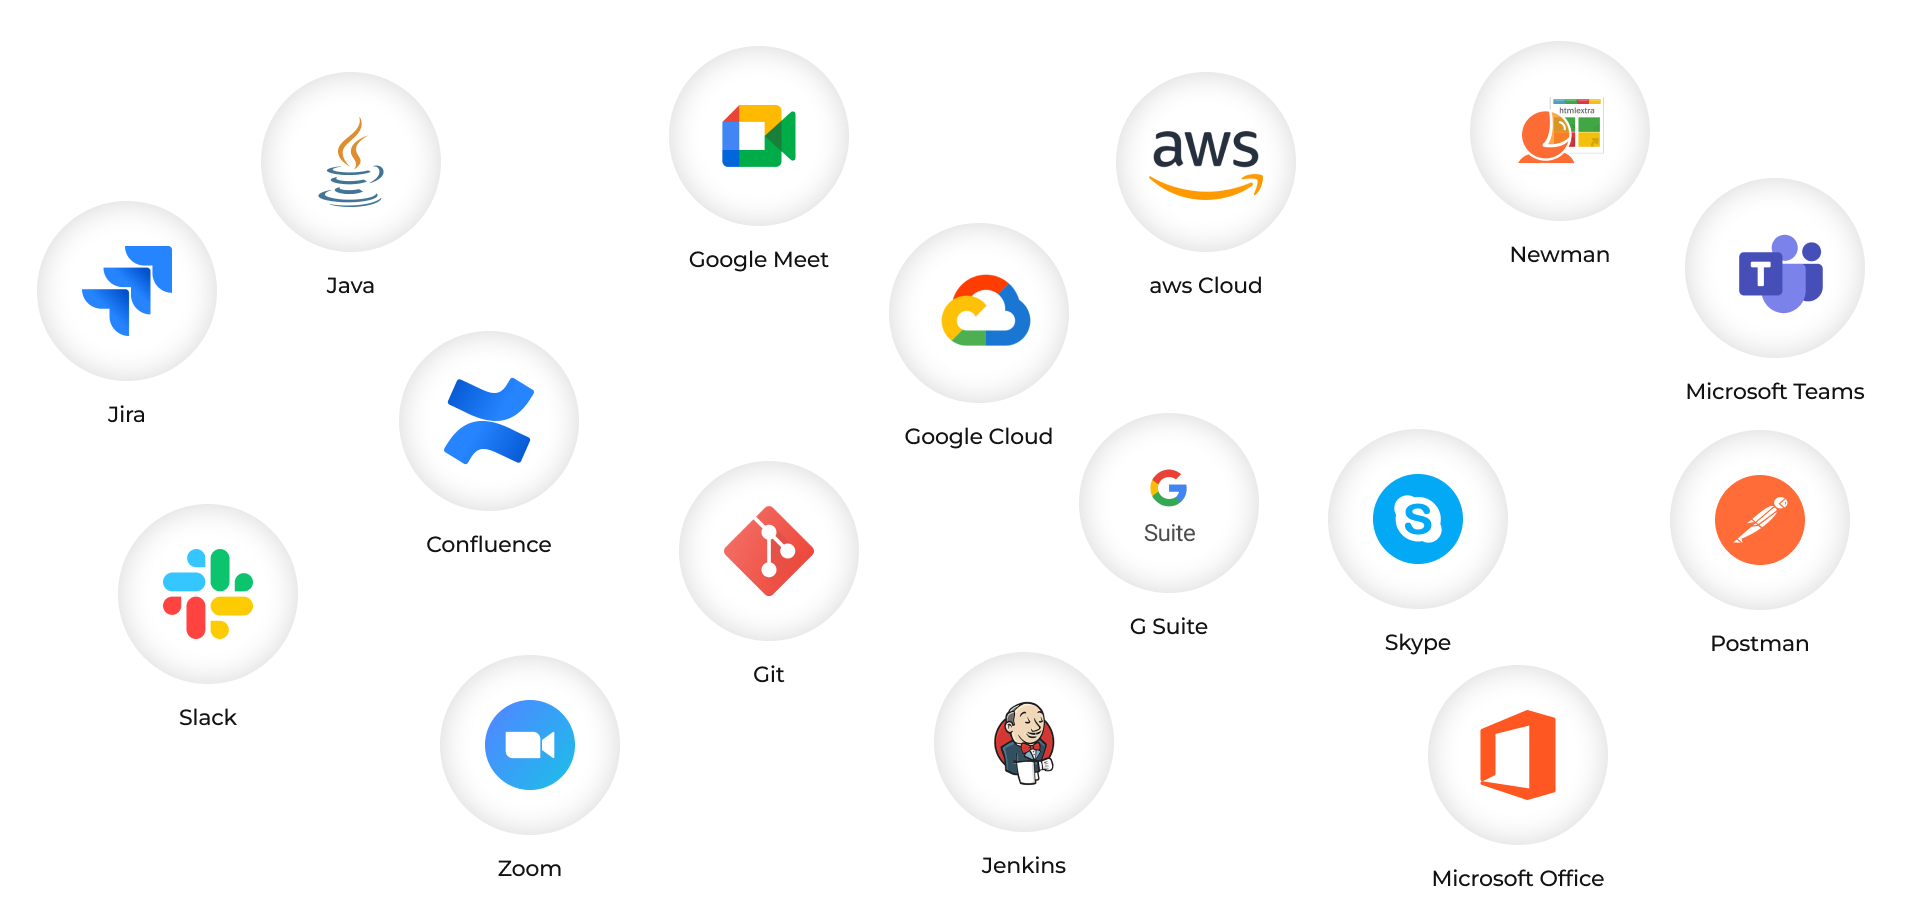 htmlextra
aws
Newman
Google Meet
Java
aws Cloud
T
Microsoft Teams
Jira
Google Cloud
G
Suite
S
Confluence
G Suite
Skype
Postman
Git
Slack
Zoom
Jenkins
Microsoft Office